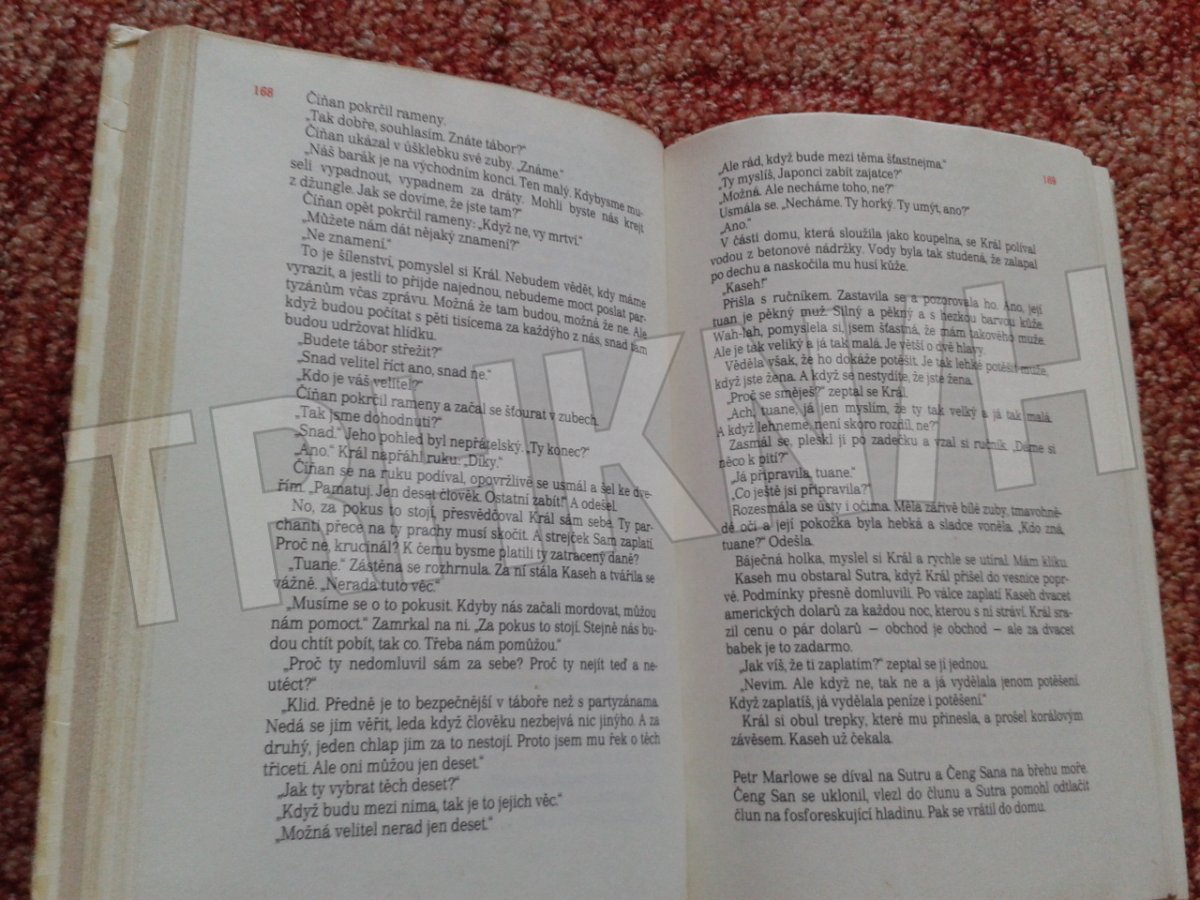 168
Číňan pokrčil rameny.
„Tak dobře, souhlasím. Znáte tábor?"
Číňan ukázal v úšklebku své zuby. „Známe."
„Náš barák je na východním konci. Ten malý. Kdybysme mu-
seli vypadnout, vypadnem za dráty. Mohli byste nás krejt
z džungle. Jak se dovíme, že jste tam?"
Číňan opět pokrčil rameny: „Když ne, vy mrtví."
„Můžete nám dát nějaký znamení?"
„Ne znamení."
To je šílenství, pomyslel si Král. Nebudem vědět, kdy máme
vyrazit, a jestli to přijde najednou, nebudeme moct poslat par-
tyzánům včas zprávu. Možná že tam budou, možná že ne. Ale
když budou počítat s pěti tisícema za každýho z nás, snad tam
budou udržovat hlídku.
„Budete tábor střežit?"
„Snad velitel říct ano, snad ne."
„Kdo je váš velitel?"
Číňan pokrčil rameny a začal se šťourat v zubech.
„Tak jsme dohodnuti?"
„Snad." Jeho pohled byl nepřátelský. „Ty konec?"
„Ano." Král napřáhl ruku. „Díky."
Číňan se na ruku podíval, opovržlivě se usmál a šel ke dve-
řím. „Pamatuj. Jen deset člověk. Ostatní zabít." A odešel.
No, za pokus to stojí, přesvědčoval Král sám sebe. Ty par-
chanti přece na ty prachy musí skočit. A strejček Sam zaplatí.
Proč ne, krucinál? K čemu bysme platili ty zatracený daně?
„Tuane." Zástěna se rozhrnula. Za ní stála Kaseh a tvářila se
vážně. „Nerada tuto věc."
„Musíme se o to pokusit. Kdyby nás začali mordovat, můžou
nám pomoct." Zamrkal na ni. „Za pokus to stojí. Stejně nás bu-
dou chtít pobít, tak co. Třeba nám pomůžou."
„Proč ty nedomluvil sám za sebe? Proč ty nejít teď a ne-
utéct?"
„Klid. Předně je to bezpečnější v táboře než s partyzánama.
Nedá se jim věřit, leda když člověku nezbejvá nic jinýho. A za
druhý, jeden chlap jim za to nestojí. Proto jsem mu řek o těch
třiceti. Ale oni můžou jen deset."
„Jak ty vybrat těch deset?"
„Když budu mezi nima, tak je to jejich věc."
„Možná velitel nerad jen deset."
169
„Ale rád, když bude mezi těma šťastnejma."
„Ty myslíš, Japonci zabít zajatce?"
„Možná. Ale necháme toho, ne?"
Usmála se. „Necháme. Ty horký. Ty umýt, ano?"
„Ano."
V části domu, která sloužila jako koupelna, se Král políval
vodou z betonové nádržky. Vody byla tak studená, že zalapal
po dechu a naskočila mu husí kůže.
„Kaseh!"
Přišla s ručníkem. Zastavila se a pozorovala ho. Ano, její
tuan je pěkný muž. Silný a pěkný a s hezkou barvou kůže.
Wah-lah, pomyslela si, jsem šťastná, že mám takového muže.
Ale je tak veliký a já tak malá. Je větší o dvě hlavy.
Věděla však, že ho dokáže potěšit. Je tak lehké potěšit muže,
když jste žena. A když se nestydíte, že jste žena.
„Proč se směješ?" zeptal se Král.
„Ach, tuane, já jen myslím, že ty tak velký a já tak malá.
A když lehneme, není skoro rozdíl, ne?"
Zasmál se, pleskl ji po zadečku a vzal si ručník. „Dáme si
něco k pití?"
„Já připravila, tuane."
„Co ještě jsi připravila?"
Rozesmála se ústy i očima. Měla zářivě bílé zuby, tmavohně-
dé oči a její pokožka byla hebká a sladce voněla. „Kdo zná,
tuane?" Odešla.
Báječná holka, myslel si Král a rychle se utíral. Mám kliku.
Kaseh mu obstaral Sutra, když Král přišel do vesnice popr-
vé. Podmínky přesně domluvili. Po válce zaplatí Kaseh dvacet
amerických dolarů za každou noc, kterou s ní stráví. Král sra-
zil cenu o pár dolarů — obchod je obchod — ale za dvacet
babek je to zadarmo.
„Jak víš, že ti zaplatím?" zeptal se jí jednou.
„Nevím. Ale když ne, tak ne a já vydělala jenom potěšení.
Když zaplatíš, já vydělala peníze i potěšení."
Král si obul trepky, které mu přinesla, a prošel korálovým
závěsem. Kaseh už čekala.
Petr Marlowe se díval na Sutru a Čeng Sana na břehu moře.
Čeng San se uklonil, vlezl do člunu a Sutra pomohl odtlačit
člun na fosforeskující hladinu. Pak se vrátil do domu.
TRIKNIH